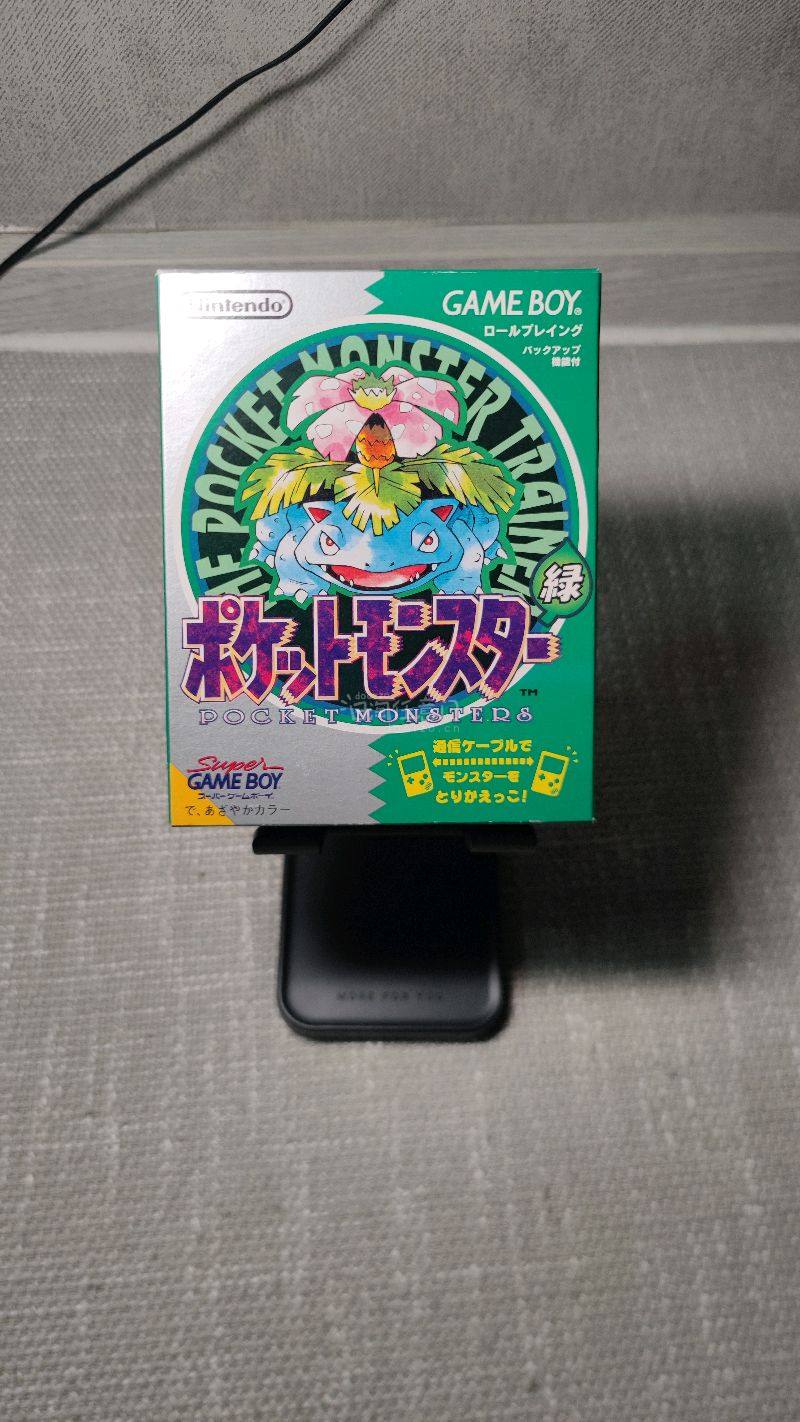 Nintendo
GAME BOY
ロールプレイング
バックアップ
機能付
THE POCKET MONSTER TRAINER
緑
ポケットモンスター
TM
POCKET MONSTERS
通信ケーブルで
モンスターを
とりかえっこ!
Super
GAME BOY
スーパーゲームボーイ
で、あざやかカラー